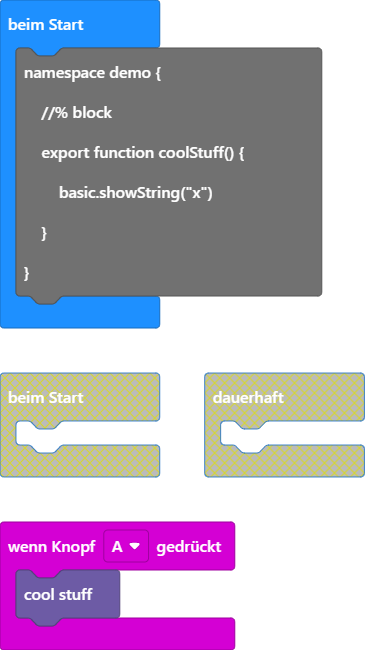 beim Start
namespace demo {
//% block
export function coolStuff() {
basic.showString("x")
}
}
beim Start
dauerhaft
wenn Knopf A gedrückt
cool stuff